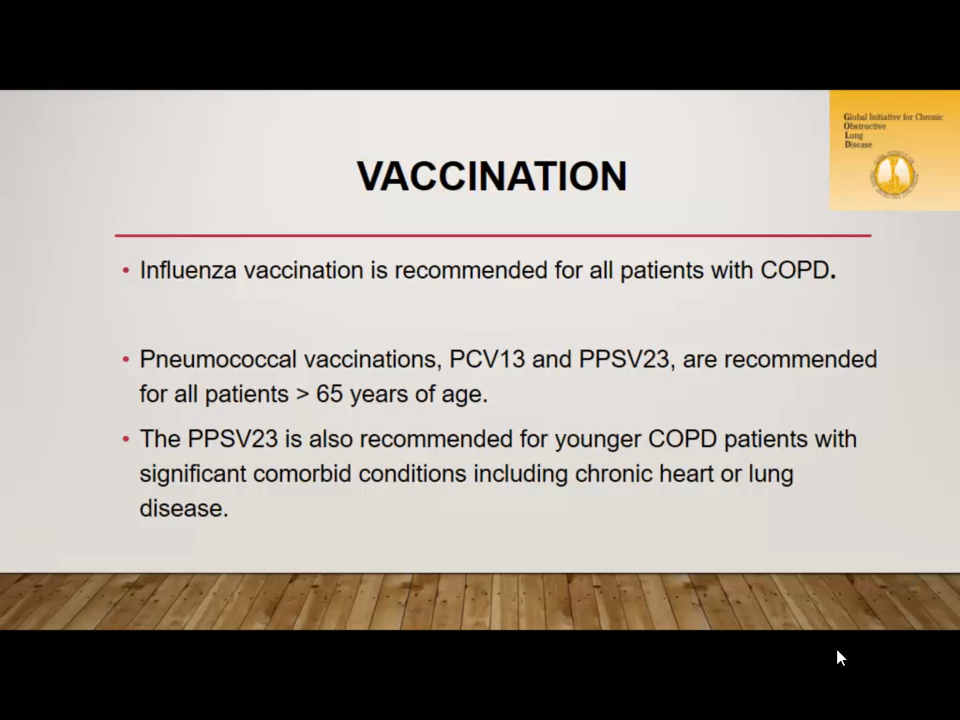 Global Initiative for Chronic
Obstructive
Lung
Disease
VACCINATION
• Influenza vaccination is recommended for all patients with COPD.
• Pneumococcal vaccinations, PCV13 and PPSV23, are recommended
for all patients > 65 years of age.
• The PPSV23 is also recommended for younger COPD patients with
significant comorbid conditions including chronic heart or lung
disease.